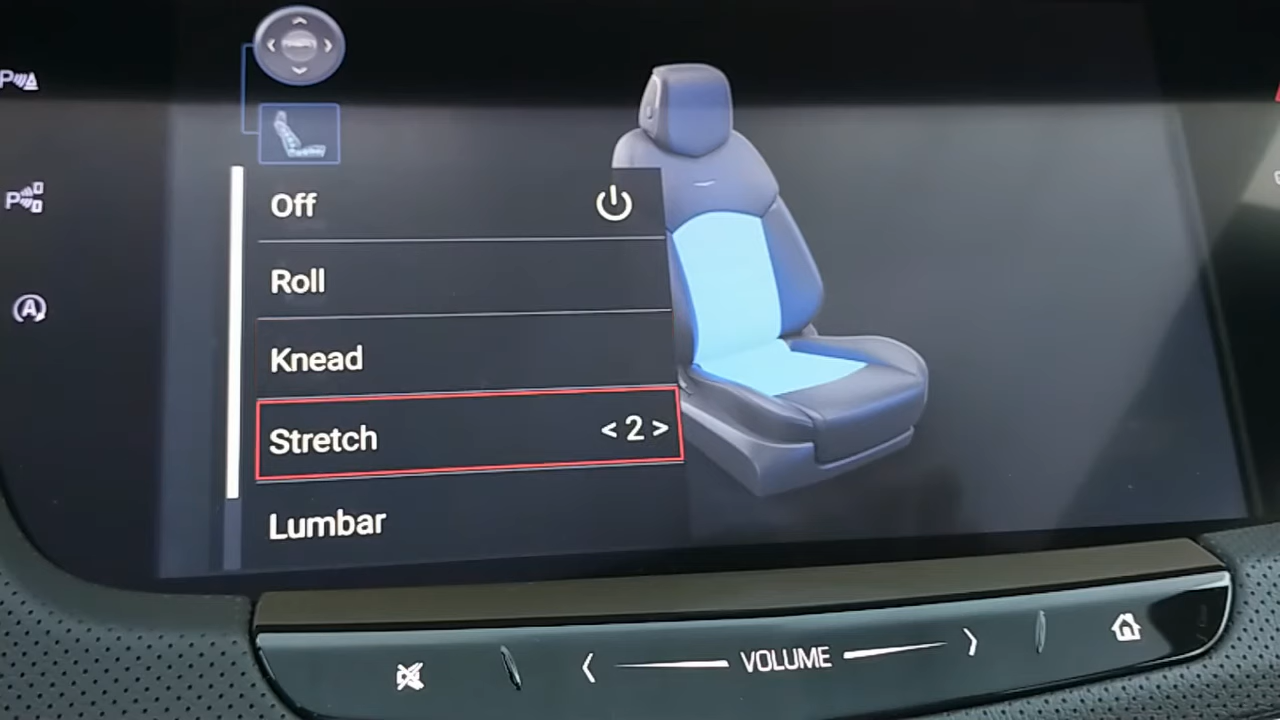 P
P
A
Off
Roll
Knead
Stretch < 2 >
Lumbar
VOLUME